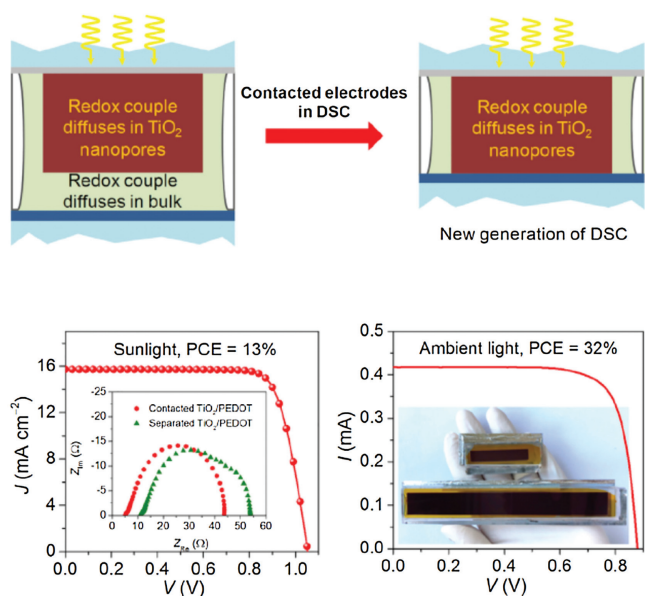 Redox couple
diffuses in TiO2
nanopores
Redox couple
diffuses in bulk
Contacted electrodes
in DSC
Redox couple
diffuses in TiO2
nanopores
New generation of DSC
Sunlight, PCE = 13%
J (mA cm−2)
16
12
8
4
0
0.0 0.2 0.4 0.6 0.8 1.0
V (V)
Contacted TiO2/PEDOT
Separated TiO2/PEDOT
ZIm (Ω)
-25
-20
-15
-10
-5
0
0 10 20 30 40 50 60
ZRe (Ω)
Ambient light, PCE = 32%
I (mA)
0.5
0.4
0.3
0.2
0.1
0.0
0.0 0.2 0.4 0.6 0.8
V (V)